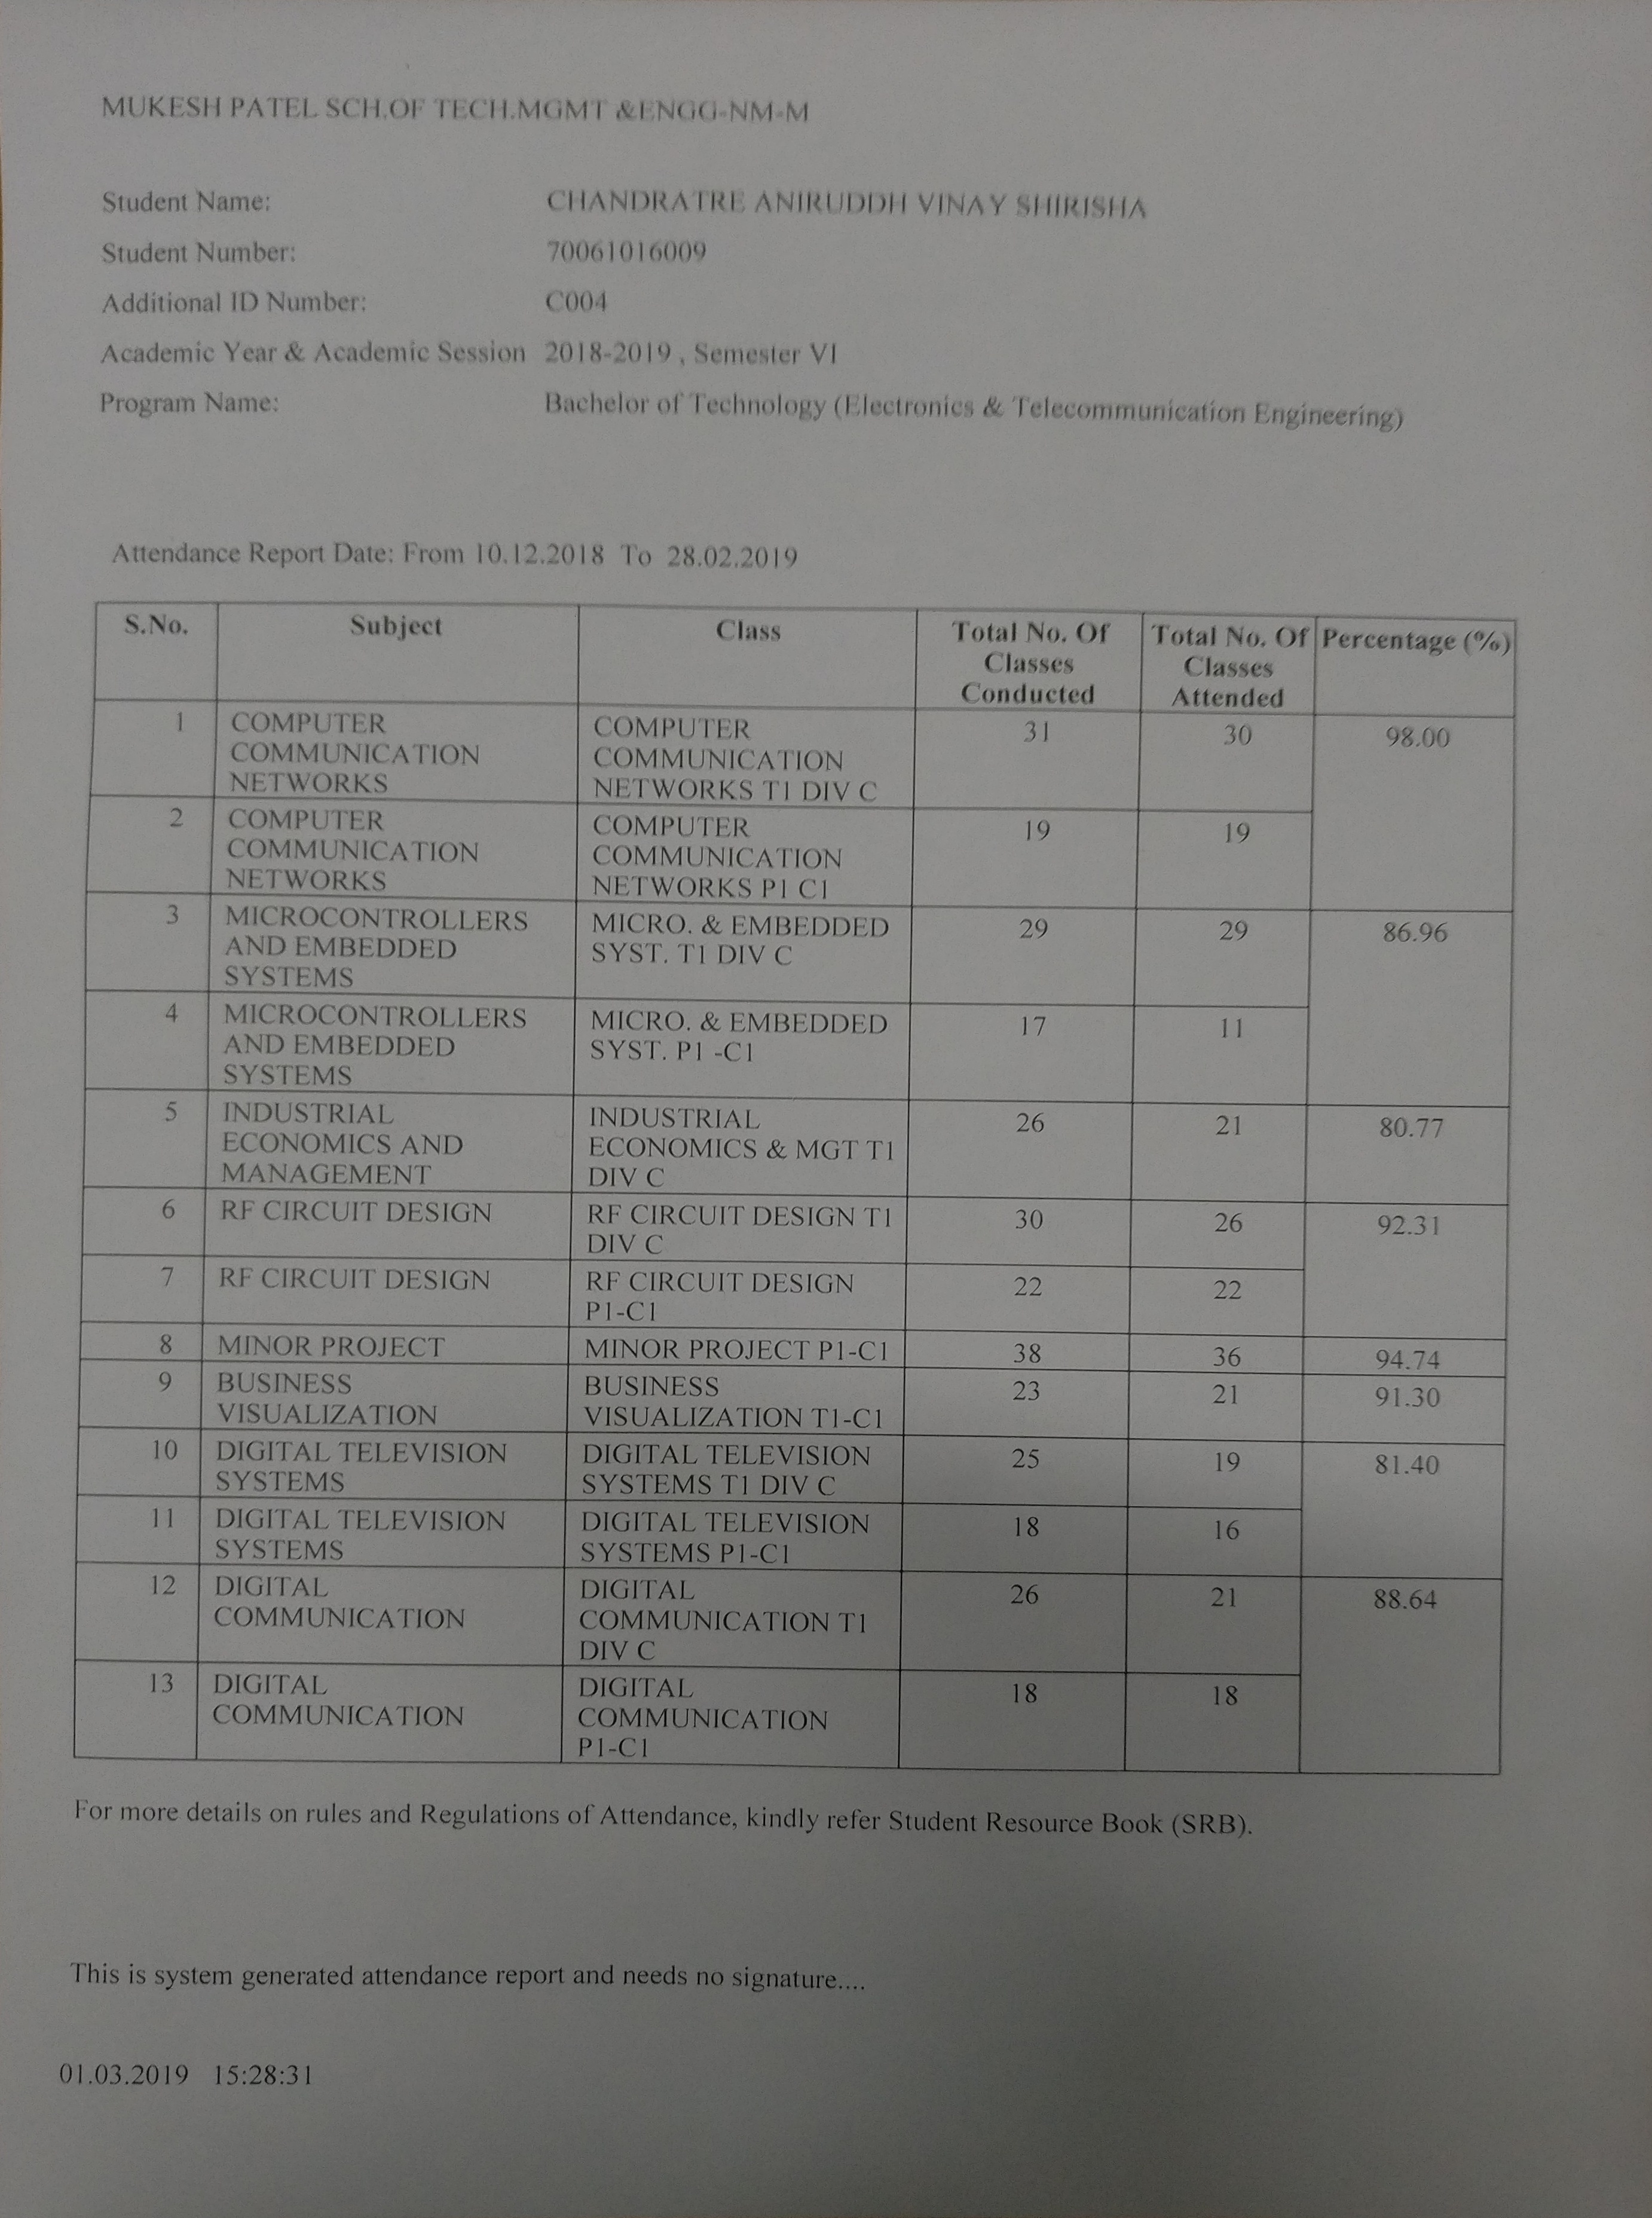 MUKESH PATEL SCH.OF TECH.MGMT &ENGG-NM-M
Student Name: CHANDRATRE ANIRUDDH VINAY SHIRISHA
Student Number: 70061016009
Additional ID Number: C004
Academic Year & Academic Session 2018-2019 , Semester VI
Program Name: Bachelor of Technology (Electronics & Telecommunication Engineering)
Attendance Report Date: From 10.12.2018 To 28.02.2019
S.No. Subject Class Total No. Of Total No. Of Percentage (%)
Classes Classes
Conducted Attended
1 COMPUTER COMPUTER 31 30 98.00
COMMUNICATION COMMUNICATION
NETWORKS NETWORKS T1 DIV C
2 COMPUTER COMPUTER 19 19
COMMUNICATION COMMUNICATION
NETWORKS NETWORKS P1 C1
3 MICROCONTROLLERS MICRO. & EMBEDDED 29 29 86.96
AND EMBEDDED SYST. T1 DIV C
SYSTEMS
4 MICROCONTROLLERS MICRO. & EMBEDDED 17 11
AND EMBEDDED SYST. P1 -C1
SYSTEMS
5 INDUSTRIAL INDUSTRIAL 26 21 80.77
ECONOMICS AND ECONOMICS & MGT T1
MANAGEMENT DIV C
6 RF CIRCUIT DESIGN RF CIRCUIT DESIGN T1 30 26 92.31
DIV C
7 RF CIRCUIT DESIGN RF CIRCUIT DESIGN 22 22
P1-C1
8 MINOR PROJECT MINOR PROJECT P1-C1 38 36 94.74
9 BUSINESS BUSINESS 23 21 91.30
VISUALIZATION VISUALIZATION T1-C1
10 DIGITAL TELEVISION DIGITAL TELEVISION 25 19 81.40
SYSTEMS SYSTEMS T1 DIV C
11 DIGITAL TELEVISION DIGITAL TELEVISION 18 16
SYSTEMS SYSTEMS P1-C1
12 DIGITAL DIGITAL 26 21 88.64
COMMUNICATION COMMUNICATION T1
DIV C
13 DIGITAL DIGITAL 18 18
COMMUNICATION COMMUNICATION
P1-C1
For more details on rules and Regulations of Attendance, kindly refer Student Resource Book (SRB).
This is system generated attendance report and needs no signature....
01.03.2019 15:28:31